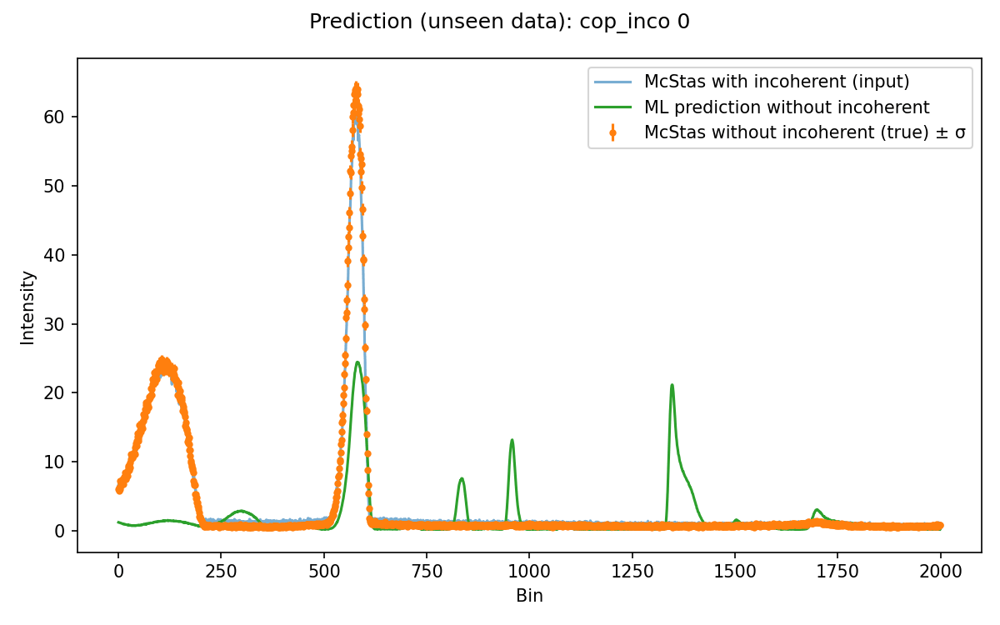 Prediction (unseen data): cop_inco 0
McStas with incoherent (input)
ML prediction without incoherent
McStas without incoherent (true) ± σ
Intensity
60
50
40
30
20
10
0
0 250 500 750 1000 1250 1500 1750 2000
Bin